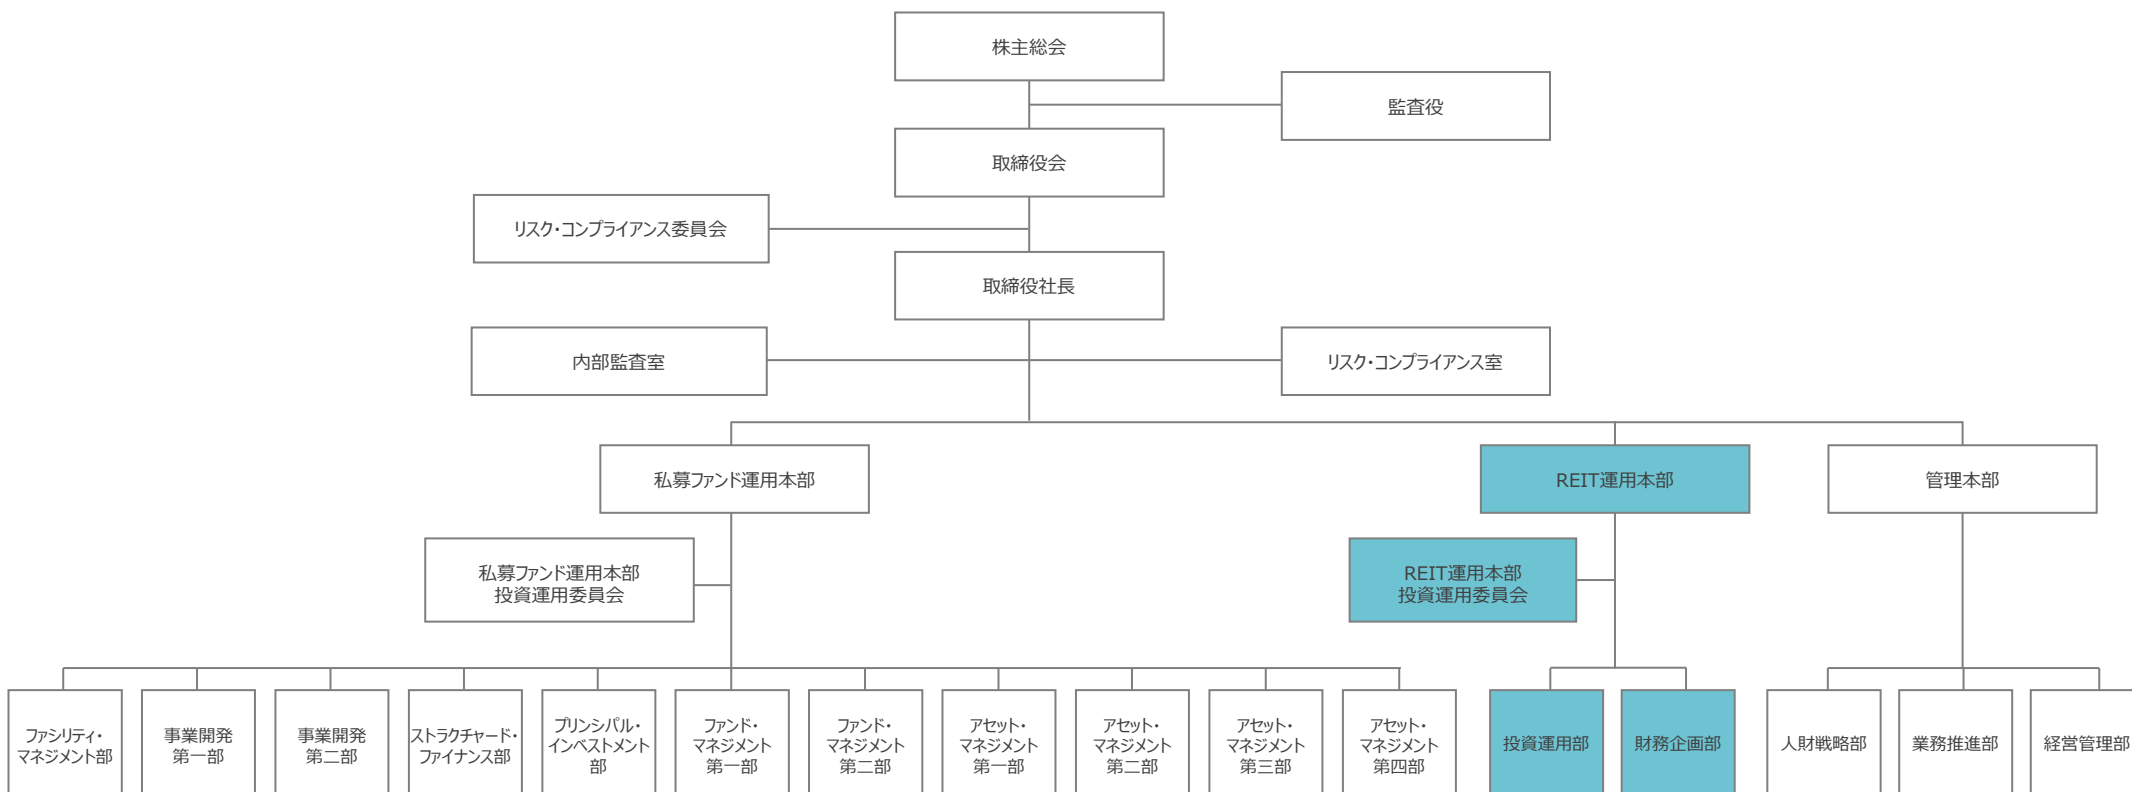 株主総会
監査役
取締役会
リスク・コンプライアンス委員会
取締役社長
内部監査室
リスク・コンプライアンス室
私募ファンド運用本部
REIT運用本部
管理本部
私募ファンド運用本部
投資運用委員会
REIT運用本部
投資運用委員会
ファシリティ・
マネジメント部
事業開発
第一部
事業開発
第二部
ストラクチャード・
ファイナンス部
プリンシパル・
インベストメント
部
ファンド・
マネジメント
第一部
ファンド・
マネジメント
第二部
アセット・
マネジメント
第一部
アセット・
マネジメント
第二部
アセット・
マネジメント
第三部
アセット・
マネジメント
第四部
投資運用部
財務企画部
人財戦略部
業務推進部
経営管理部